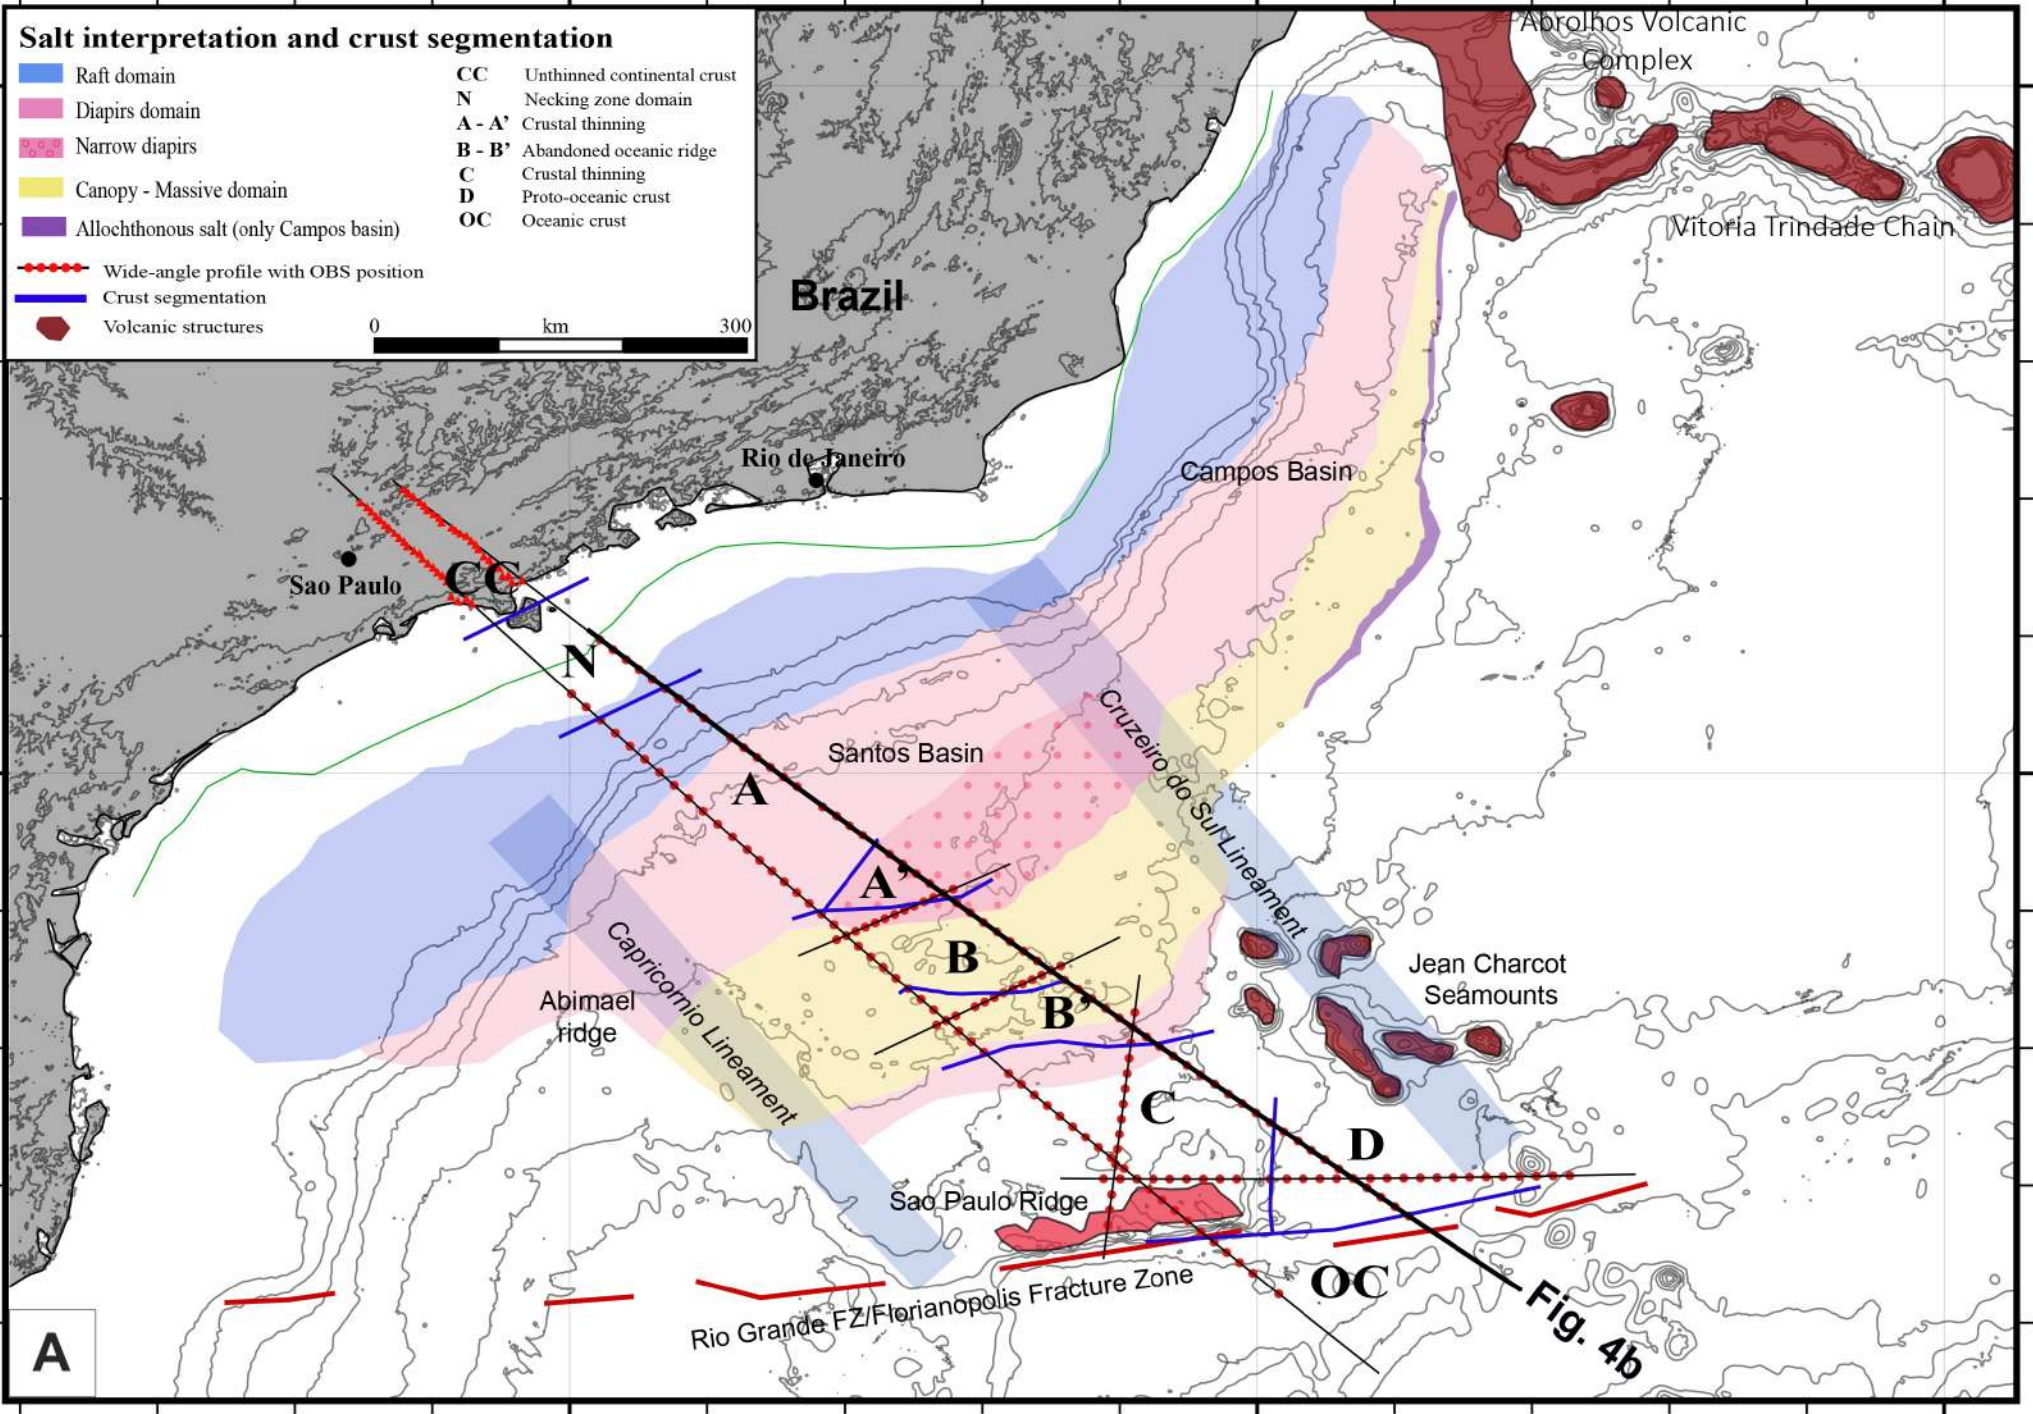 Salt interpretation and crust segmentation
Raft domain
Diapirs domain
Narrow diapirs
Canopy - Massive domain
Allochthonous salt (only Campos basin)
CC Unthinned continental crust
N Necking zone domain
A - A’ Crustal thinning
B - B’ Abandoned oceanic ridge
C Crustal thinning
D Proto-oceanic crust
OC Oceanic crust
Wide-angle profile with OBS position
Crust segmentation
Volcanic structures
0 km 300
Abrolhos Volcanic
Complex
Vitoria Trindade Chain
Brazil
Rio de Janeiro
Campos Basin
Sao Paulo
CC
N
Santos Basin
A
Cruzeiro do Sul Lineament
A’
B
B’
Capricornio Lineament
Abimael
ridge
Jean Charcot
Seamounts
C
D
Sao Paulo Ridge
OC
Rio Grande FZ/Florianopolis Fracture Zone
Fig. 4b
A